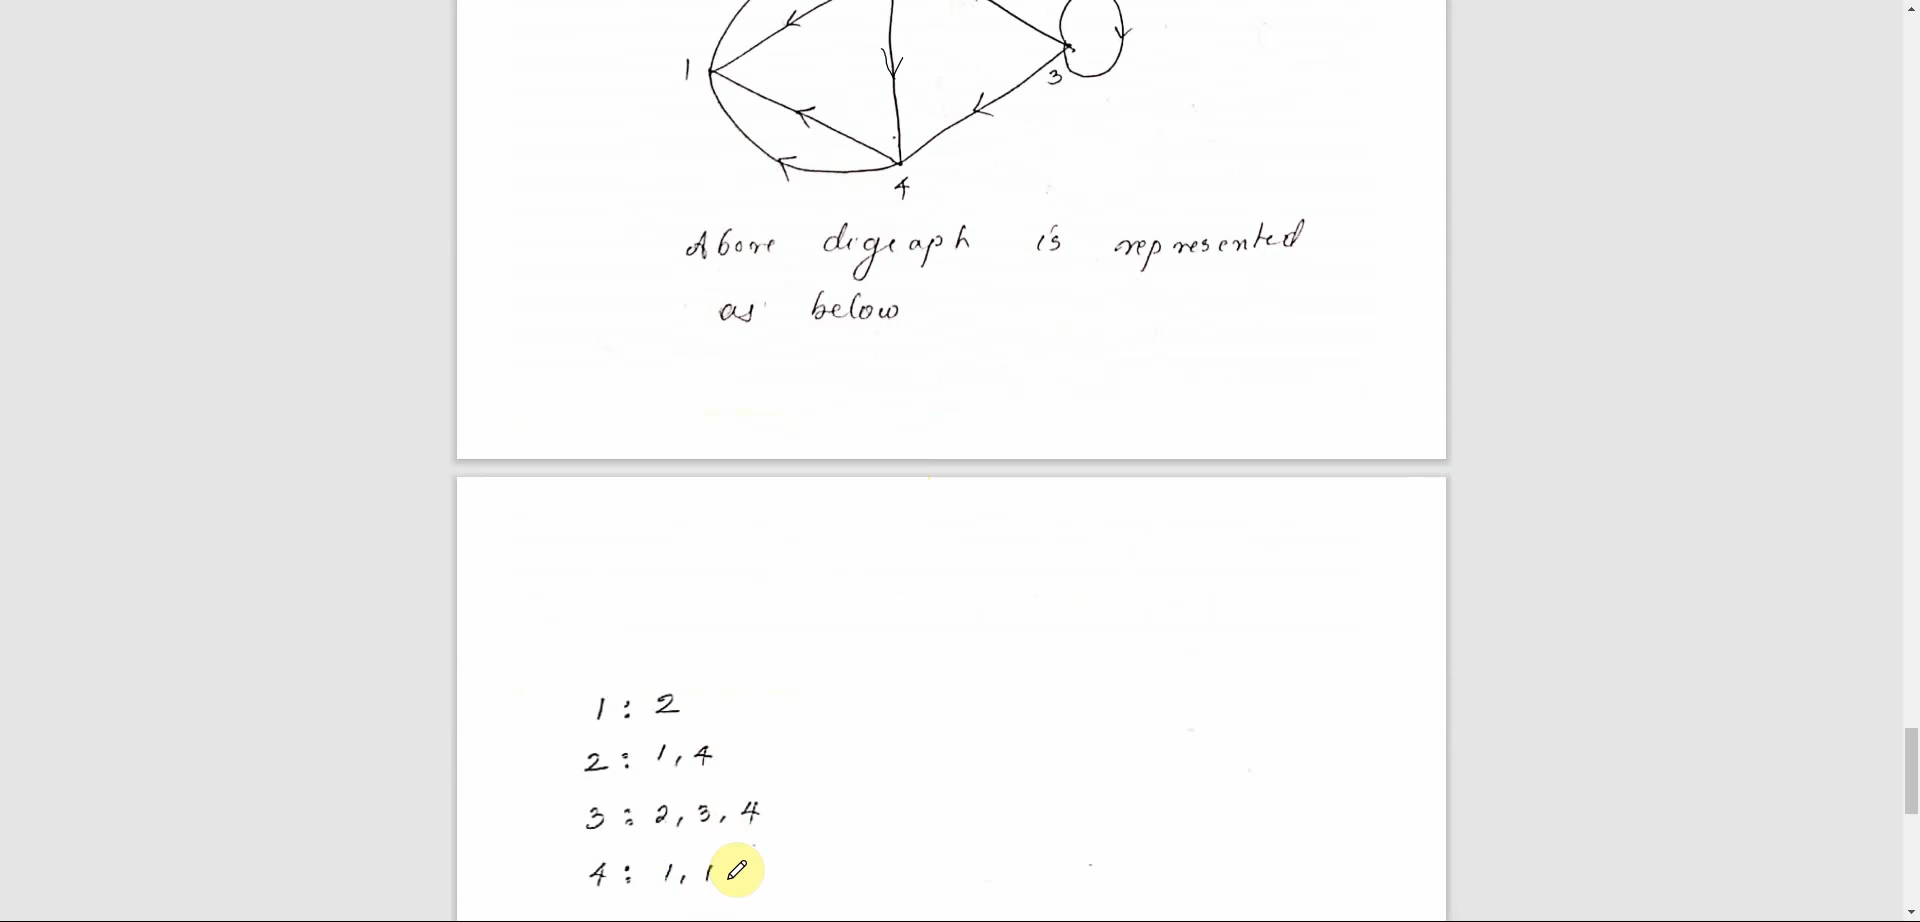 1
3
4
Above digraph is represented
as below
1 : 2
2 : 1, 4
3 : 2, 3, 4
4 : 1, 1